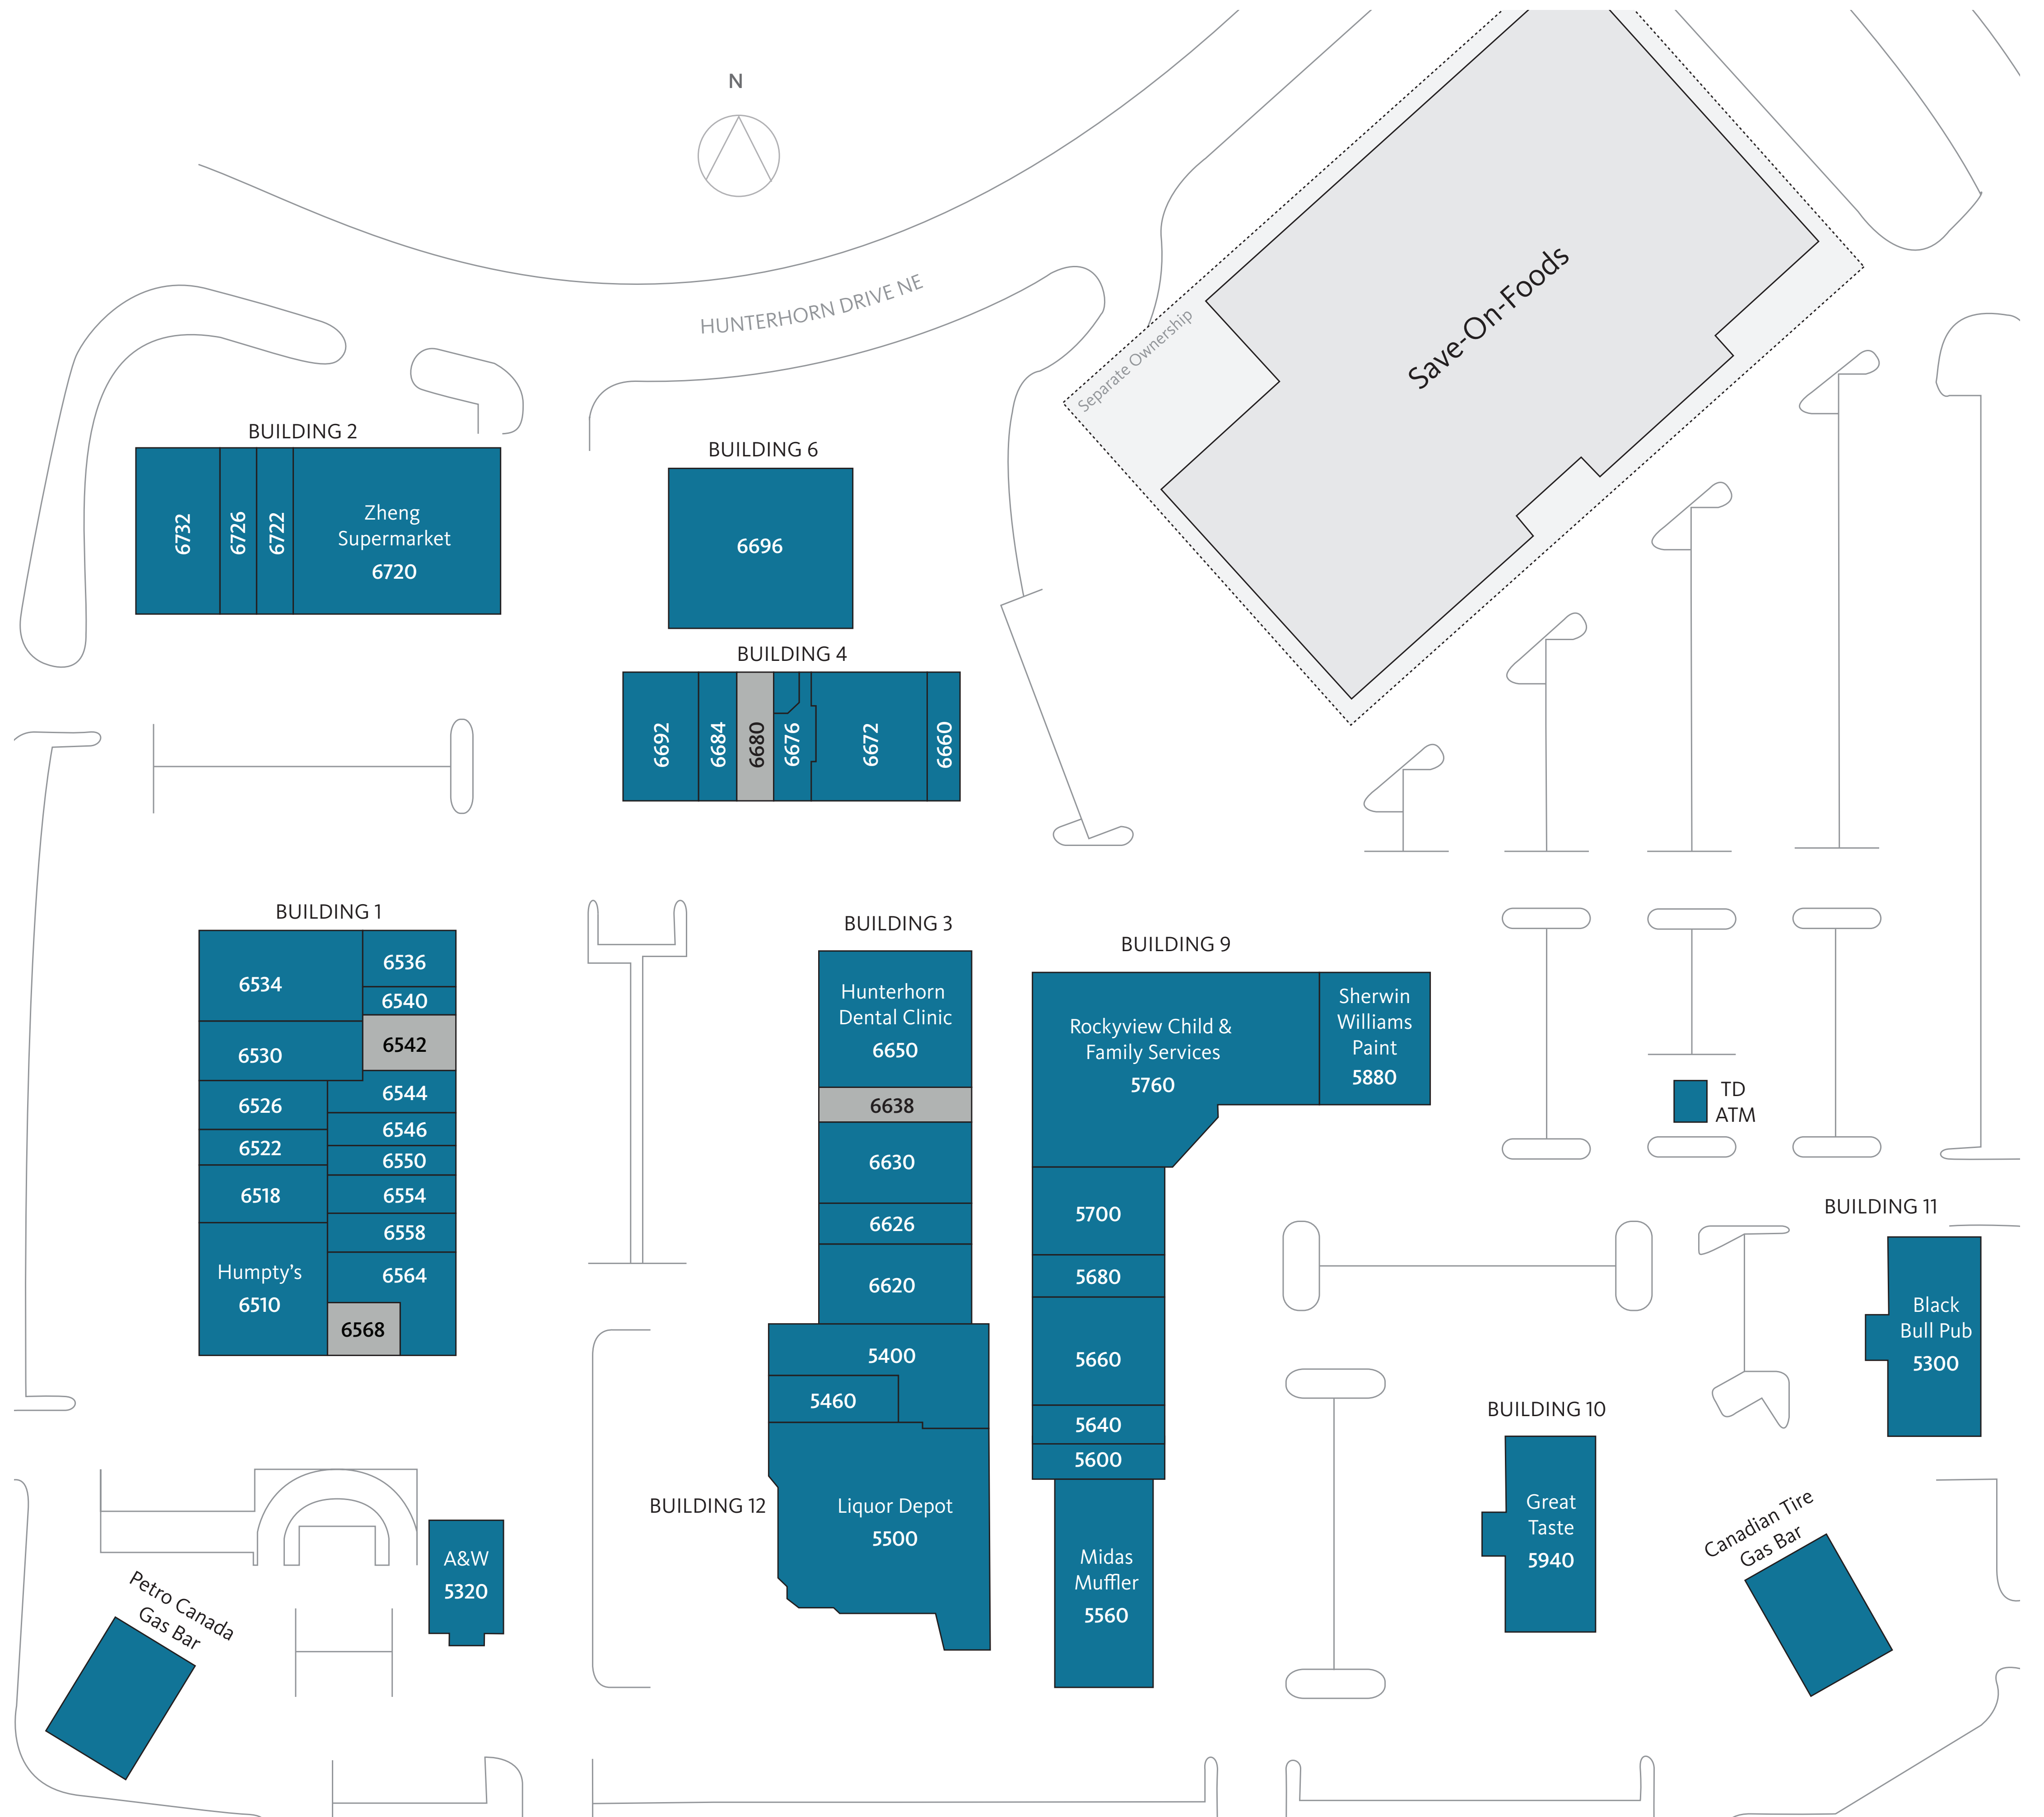 N
HUNTERHORN DRIVE NE
Separate Ownership
Save-On-Foods
BUILDING 2
6732
6726
6722
Zheng
Supermarket
6720
BUILDING 6
6696
BUILDING 4
6692
6684
6680
6676
6672
6660
BUILDING 1
6534
6536
6540
6530
6542
6526
6544
6522
6546
6550
6518
6554
6558
Humpty's
6510
6564
6568
BUILDING 3
Hunterhorn
Dental Clinic
6650
6638
6630
6626
6620
5400
5460
BUILDING 12
Liquor Depot
5500
BUILDING 9
Rockyview Child &
Family Services
5760
Sherwin
Williams
Paint
5880
5700
5680
5660
5640
5600
Midas
Muffler
5560
TD
ATM
BUILDING 11
Black
Bull Pub
5300
BUILDING 10
Great
Taste
5940
Canadian Tire
Gas Bar
A&W
5320
Petro Canada
Gas Bar